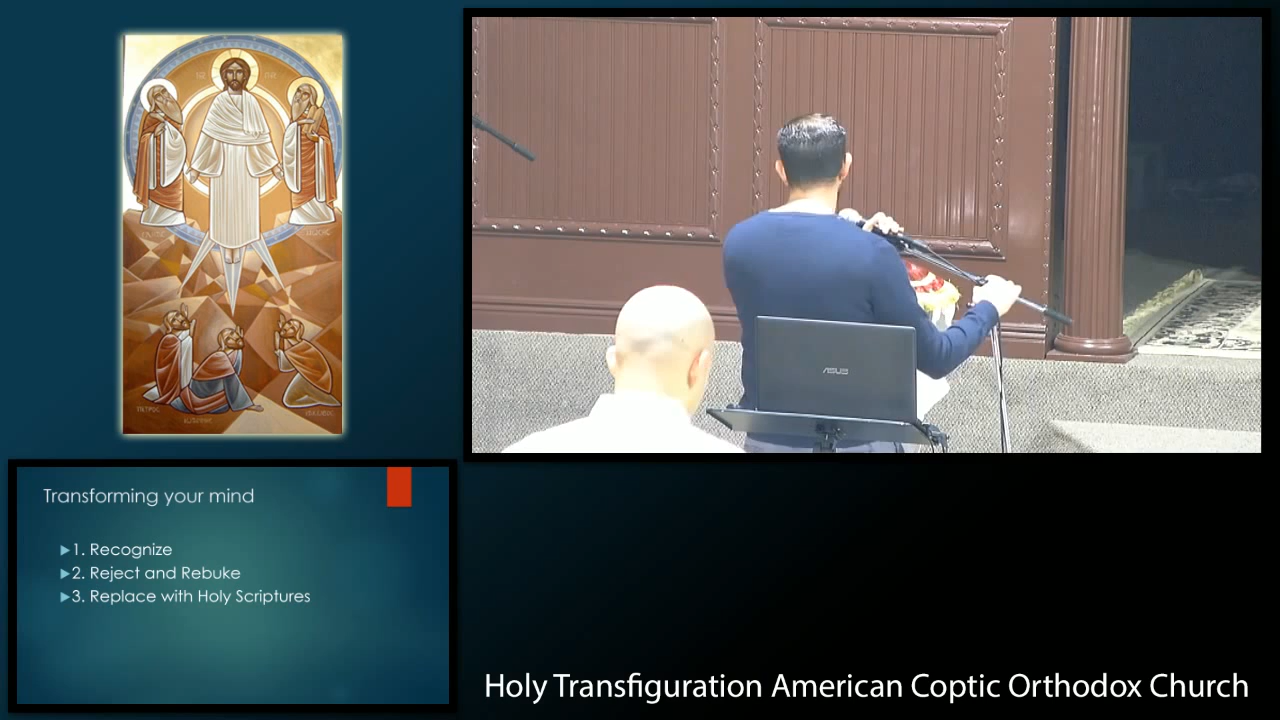 Transforming your mind
1. Recognize
2. Reject and Rebuke
3. Replace with Holy Scriptures
ASUS
Holy Transfiguration American Coptic Orthodox Church